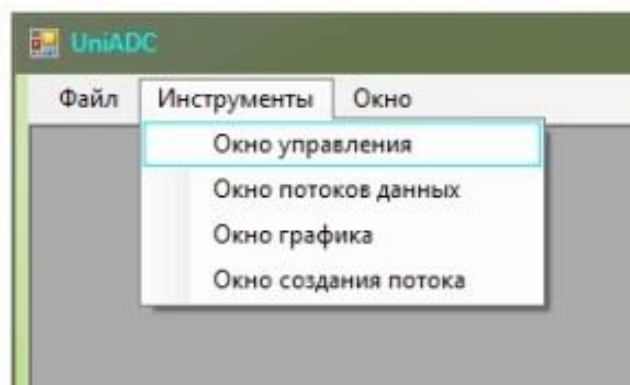 UniADC
Файл Инструменты Окно
Окно управления
Окно потоков данных
Окно графика
Окно создания потока